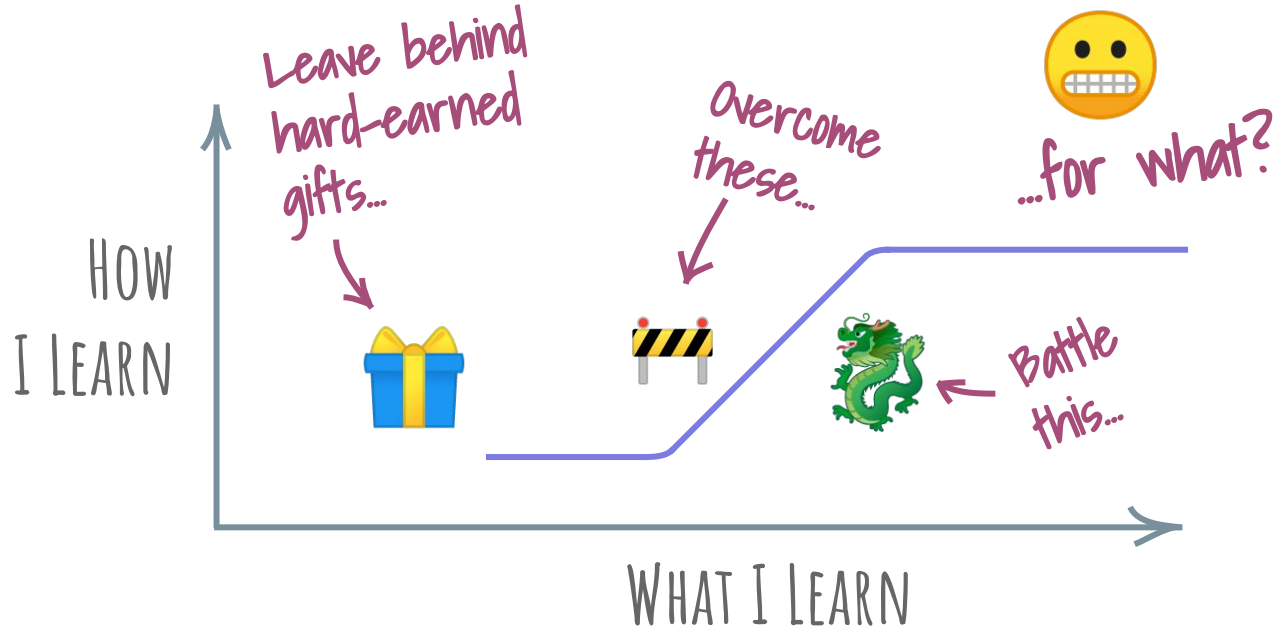 Leave behind
hard-earned
gifts...
Overcome
these...
...for what?
How
I Learn
Battle
this...
What I Learn